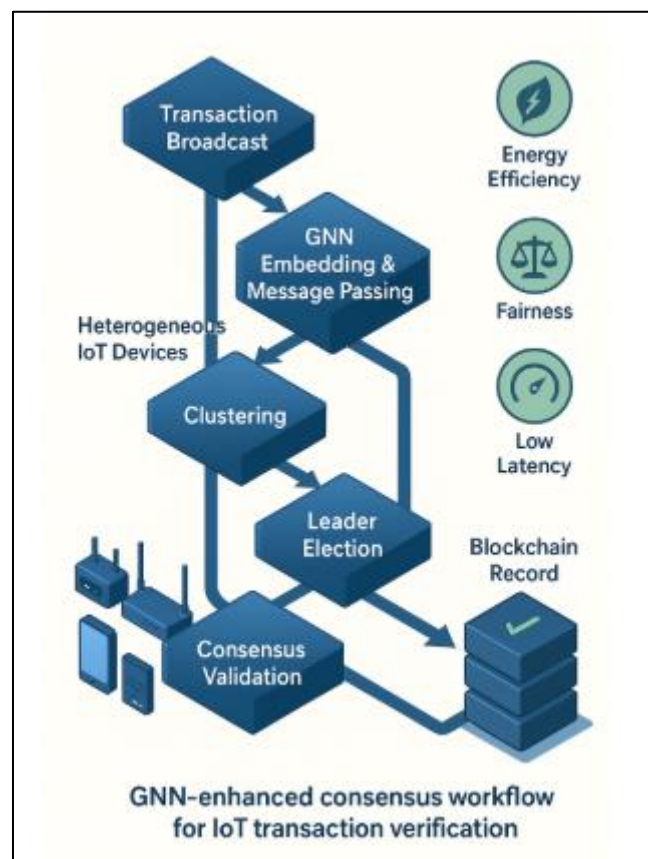 Transaction
Broadcast
Energy
Efficiency
GNN
Embedding &
Message Passing
Fairness
Heterogeneous
IoT Devices
Clustering
Low
Latency
Leader
Election
Blockchain
Record
Consensus
Validation
GNN-enhanced consensus workflow
for IoT transaction verification